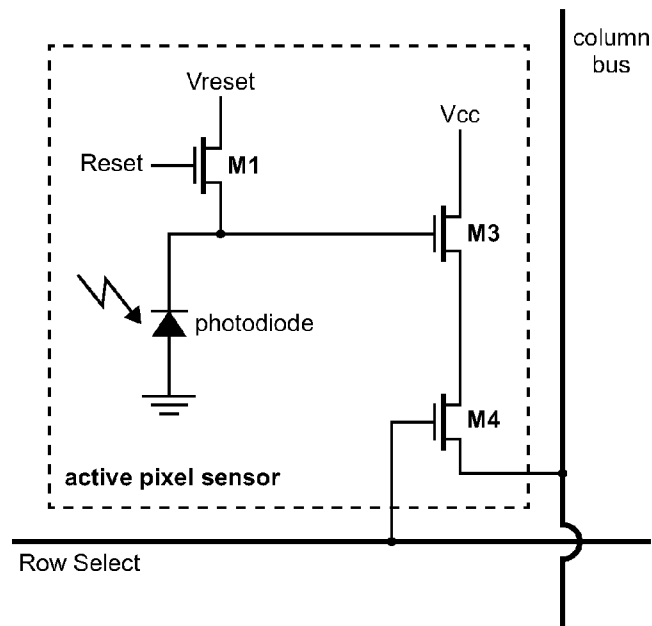 column
bus
Vreset
Vcc
Reset
M1
M3
photodiode
M4
active pixel sensor
Row Select